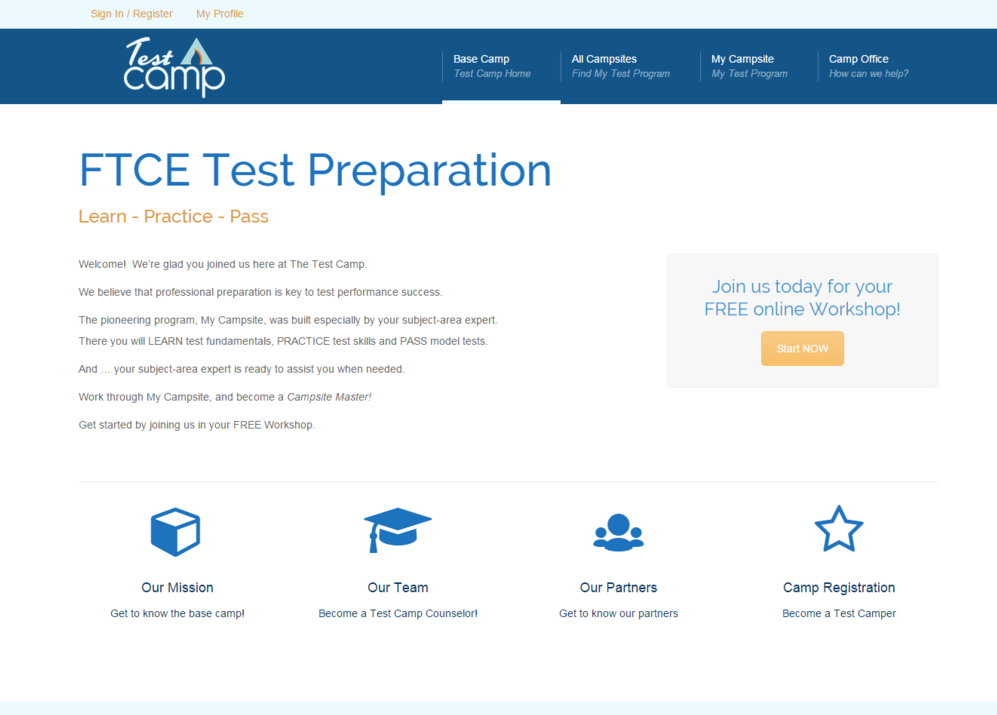 Sign In / Register
My Profile
Test
camp
Base Camp
Test Camp Home
All Campsites
Find My Test Program
My Campsite
My Test Program
Camp Office
How can we help?
FTCE Test Preparation
Learn - Practice - Pass
Welcome!  We're glad you joined us here at The Test Camp.
We believe that professional preparation is key to test performance success.
The pioneering program, My Campsite, was built especially by your subject-area expert.
There you will LEARN test fundamentals, PRACTICE test skills and PASS model tests.
And … your subject-area expert is ready to assist you when needed.
Work through My Campsite, and become a Campsite Master!
Get started by joining us in your FREE Workshop.
Join us today for your
FREE online Workshop!
Start NOW
Our Mission
Get to know the base camp!
Our Team
Become a Test Camp Counselor!
Our Partners
Get to know our partners
Camp Registration
Become a Test Camper